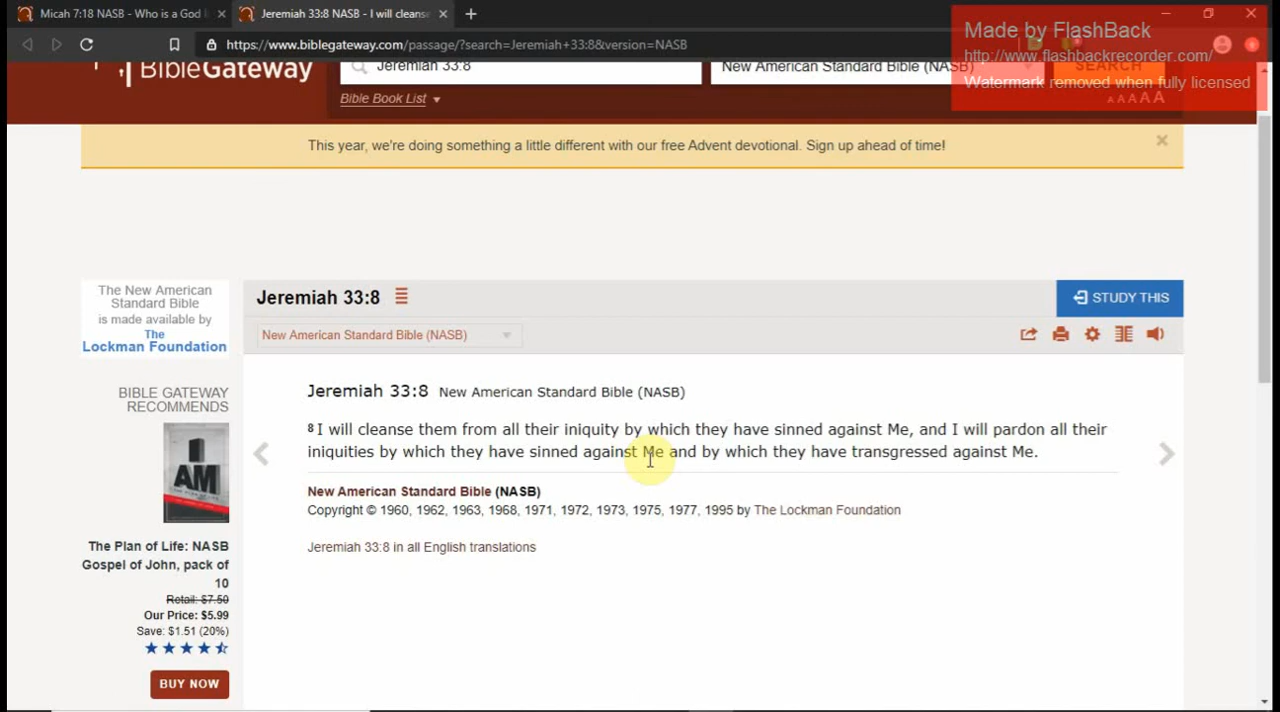 Micah 7:18 NASB - Who is a God
Jeremiah 33:8 NASB - I will cleanse
https://www.biblegateway.com/passage/?search=Jeremiah+33:8&version=NASB
Made by FlashBack
http://www.flashbackrecorder.com/
Watermark removed when fully licensed
BibleGateway
Jeremiah 33:8
New American Standard Bible (NASB)
SEARCH
Bible Book List
AAAAA
This year, we're doing something a little different with our free Advent devotional. Sign up ahead of time!
The New American
Standard Bible
is made available by
The
Lockman Foundation
Jeremiah 33:8
STUDY THIS
New American Standard Bible (NASB)
BIBLE GATEWAY
RECOMMENDS
I
AM
The Plan of Life: NASB
Gospel of John, pack of
10
Retail: $7.50
Our Price: $5.99
Save: $1.51 (20%)
BUY NOW
Jeremiah 33:8 New American Standard Bible (NASB)
8 I will cleanse them from all their iniquity by which they have sinned against Me, and I will pardon all their
iniquities by which they have sinned against Me and by which they have transgressed against Me.
New American Standard Bible (NASB)
Copyright © 1960, 1962, 1963, 1968, 1971, 1972, 1973, 1975, 1977, 1995 by The Lockman Foundation
Jeremiah 33:8 in all English translations